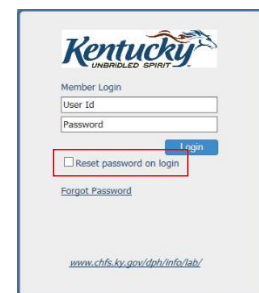 Kentucky
UNBRIDLED SPIRIT
Member Login
User Id
Password
Login
Reset password on login
Forgot Password
www.chfs.ky.gov/dph/info/lab/